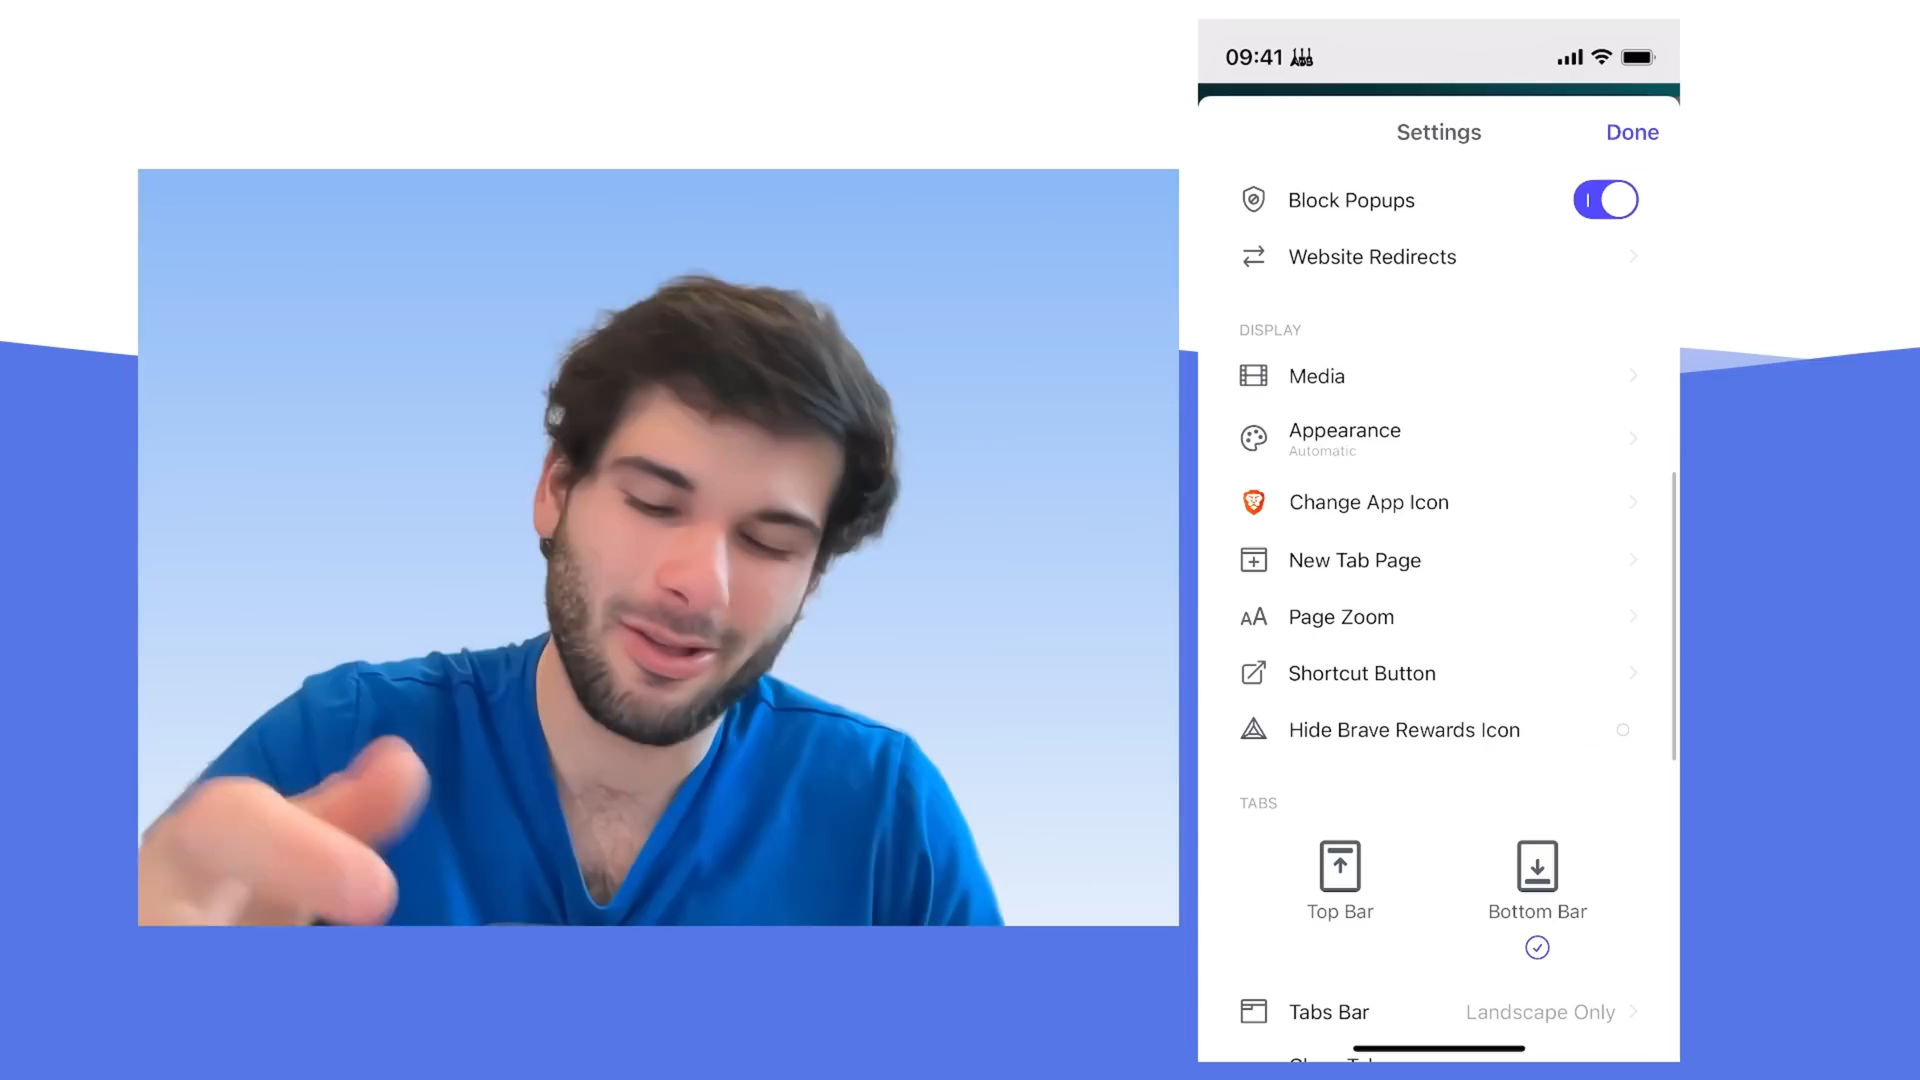 09:41
Settings
Done
Block Popups
Website Redirects
DISPLAY
Media
Appearance
Automatic
Change App Icon
New Tab Page
Page Zoom
Shortcut Button
Hide Brave Rewards Icon
TABS
Top Bar
Bottom Bar
Tabs Bar
Landscape Only